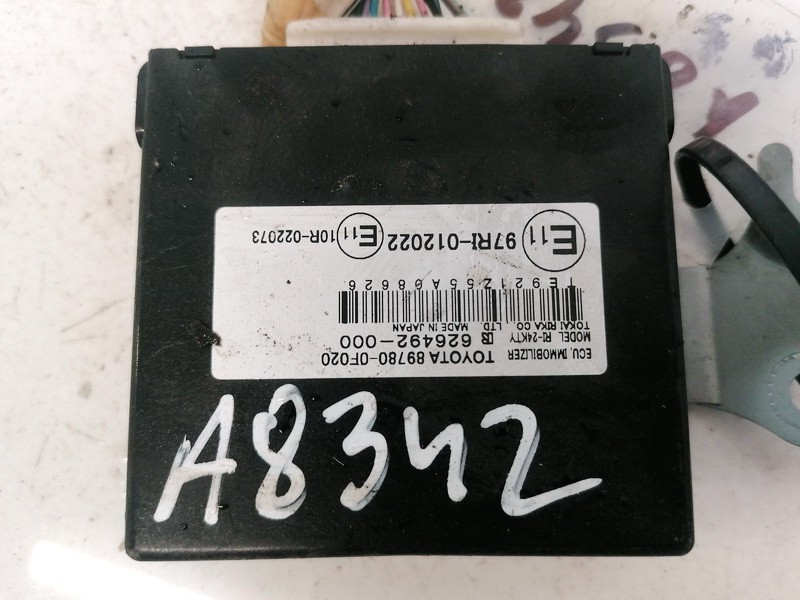 ECU, IMMOBILIZER
TOYOTA 89780-0F020
MODEL RI-24KTY 626492-000
TOKAI RIKA CO. LTD. MADE IN JAPAN
TE921Z55A08626
E11 97RI-012022 E11 10R-022073
A8342